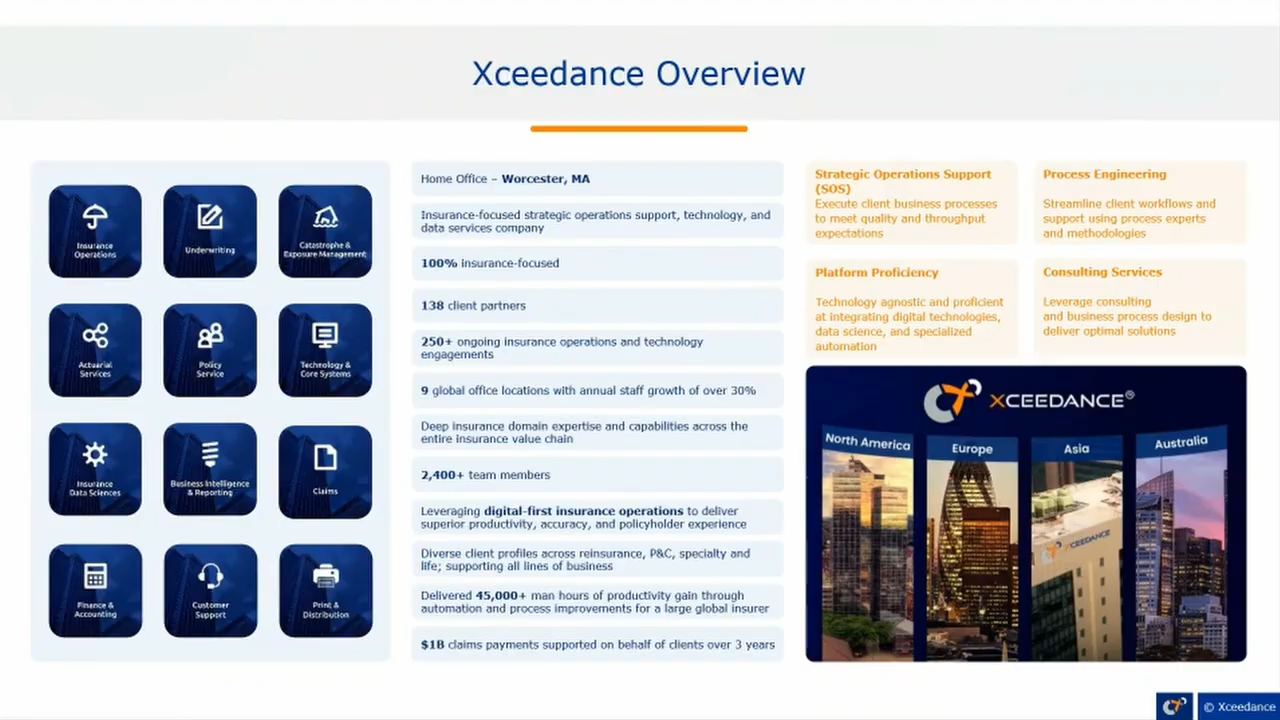 Xceedance Overview
Insurance
Operations
Underwriting
Catastrophe &
Exposure Management
Actuarial
Services
Policy
Service
Technology &
Core Systems
Insurance
Data Sciences
Business Intelligence
& Reporting
Claims
Finance &
Accounting
Customer
Support
Print &
Distribution
Home Office – Worcester, MA
Insurance-focused strategic operations support, technology, and
data services company
100% insurance-focused
138 client partners
250+ ongoing insurance operations and technology
engagements
9 global office locations with annual staff growth of over 30%
Deep insurance domain expertise and capabilities across the
entire insurance value chain
2,400+ team members
Leveraging digital-first insurance operations to deliver
superior productivity, accuracy, and policyholder experience
Diverse client profiles across reinsurance, P&C, specialty and
life; supporting all lines of business
Delivered 45,000+ man hours of productivity gain through
automation and process improvements for a large global insurer
$1B claims payments supported on behalf of clients over 3 years
Strategic Operations Support
(SOS)
Execute client business processes
to meet quality and throughput
expectations
Process Engineering
Streamline client workflows and
support using process experts
and methodologies
Platform Proficiency
Technology agnostic and proficient
at integrating digital technologies,
data science, and specialized
automation
Consulting Services
Leverage consulting
and business process design to
deliver optimal solutions
XCEEDANCE®
North America
Europe
Asia
Australia
XCEEDANCE
© Xceedance